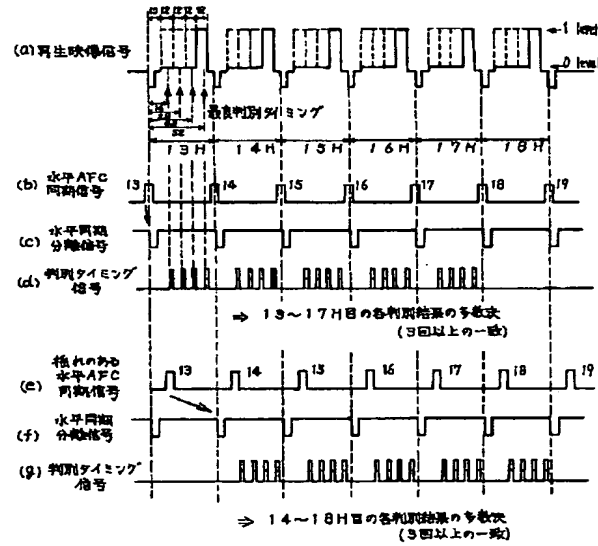 13 12 12 12 12
(a)再生映像信号
1 level
0 level
最良判別タイミング
52
13H 14H 15H 16H 17H 18H
(b) 水平AFC
同期信号
13 14 15 16 17 18 19
(c) 水平同期
分離信号
(d) 判別タイミング
信号
⇒ 13〜17H目の各判別結果の多数決
(3回以上の一致)
揺れのある
(e) 水平AFC
同期信号
13 14 15 16 17 18 19
水平同期
(f) 分離信号
(g) 判別タイミング
信号
⇒ 14〜18H目の各判別結果の多数決
(3回以上の一致)